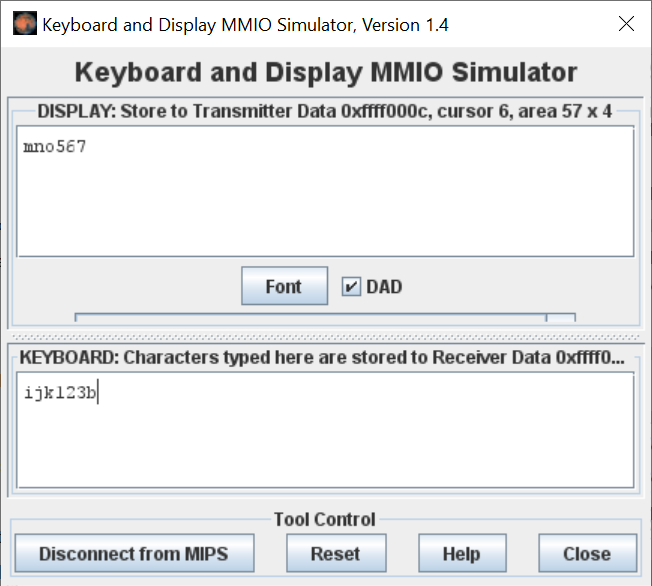 Keyboard and Display MMIO Simulator, Version 1.4
Keyboard and Display MMIO Simulator
DISPLAY: Store to Transmitter Data 0xffff000c, cursor 6, area 57 x 4
mno567
Font
DAD
KEYBOARD: Characters typed here are stored to Receiver Data 0xffff0...
ijk123b
Tool Control
Disconnect from MIPS
Reset
Help
Close